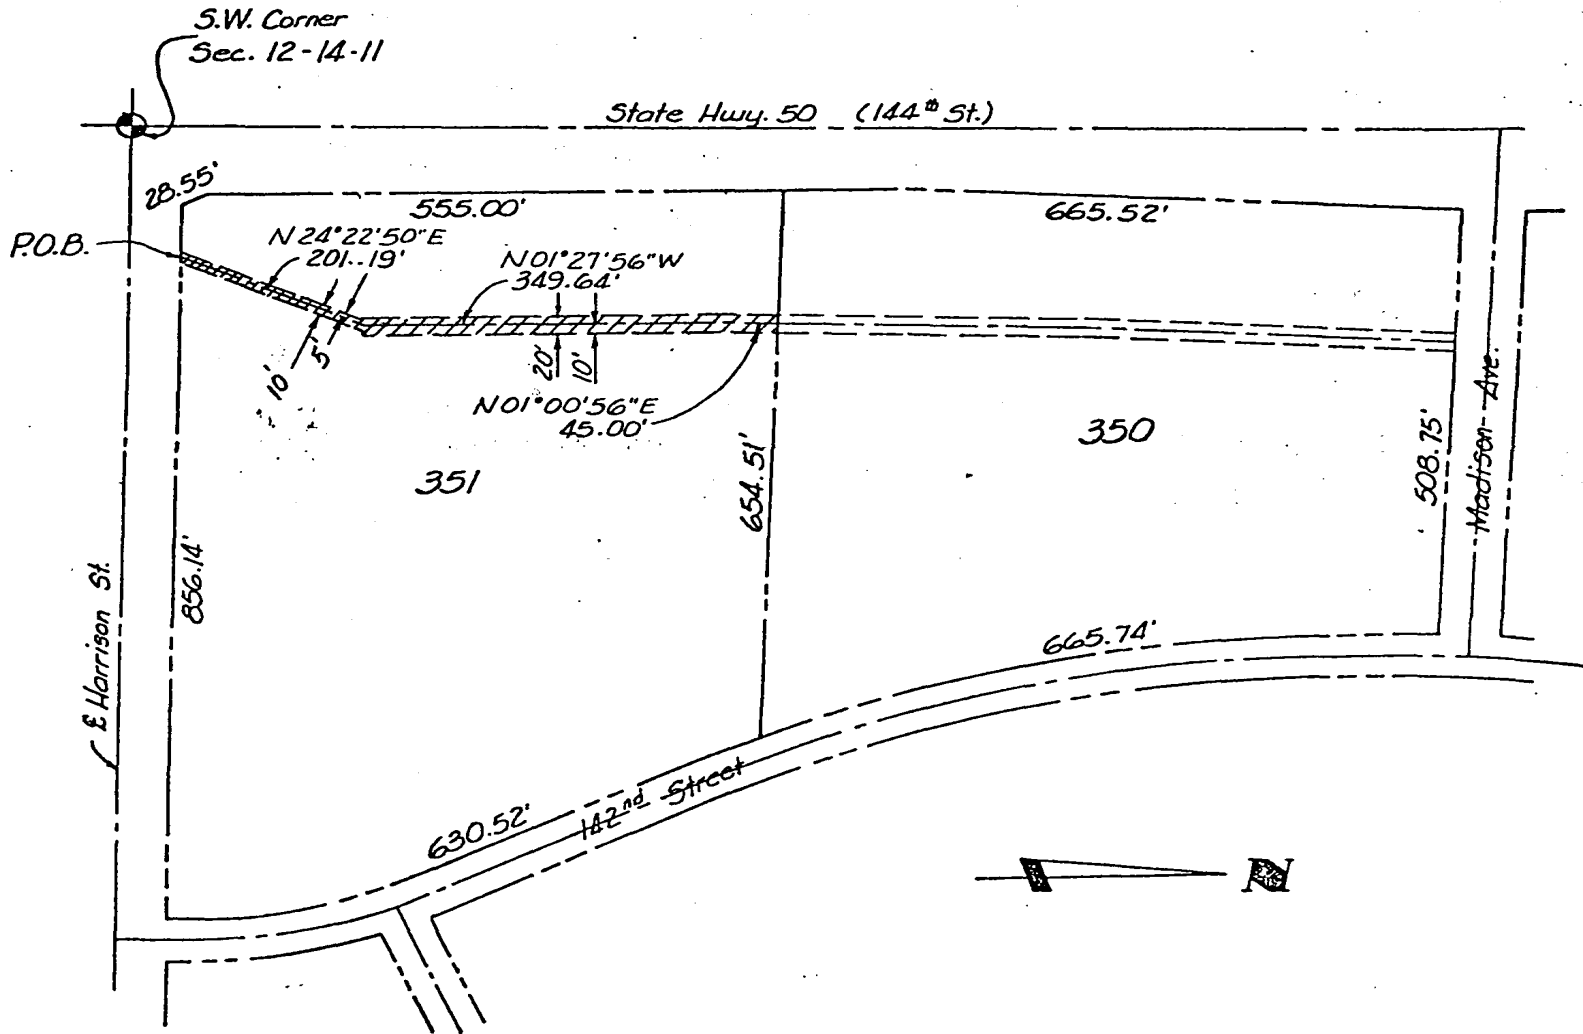 S.W. Corner
Sec. 12-14-11
State Hwy. 50 (144th St.)
28.55'
555.00'
665.52'
P.O.B.
N 24°22'50"E
201..19'
N 01°27'56"W
349.64'
10'
5'
20'
10'
N 01°00'56"E
45.00'
351
350
654.51'
508.75'
Madison Ave.
856.14'
℄ Harrison St.
665.74'
630.52'
142nd Street
N